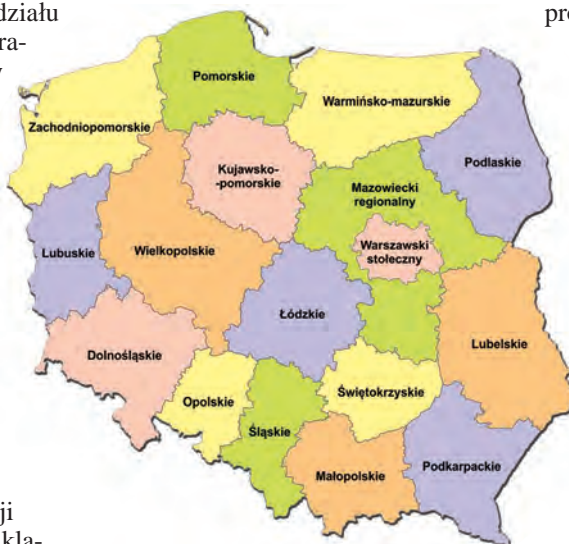 działu
ra-
pro
Pomorskie
Warmińsko-mazurskie
Zachodniopomorskie
Podlaskie
Kujawsko-
-pomorskie
Mazowiecki
regionalny
Lubuskie
Wielkopolskie
Warszawski
stołeczny
Łódzkie
Lubelskie
Dolnośląskie
Opolskie
Świętokrzyskie
Śląskie
Małopolskie
Podkarpackie
ji
kla-